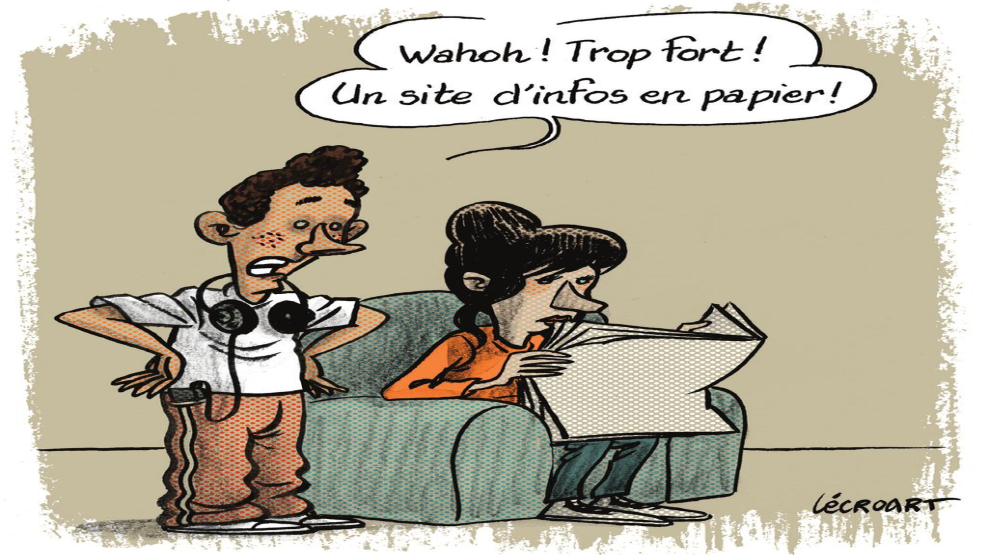 Wahoh ! Trop fort !
Un site d'infos en papier !
LÉCROART